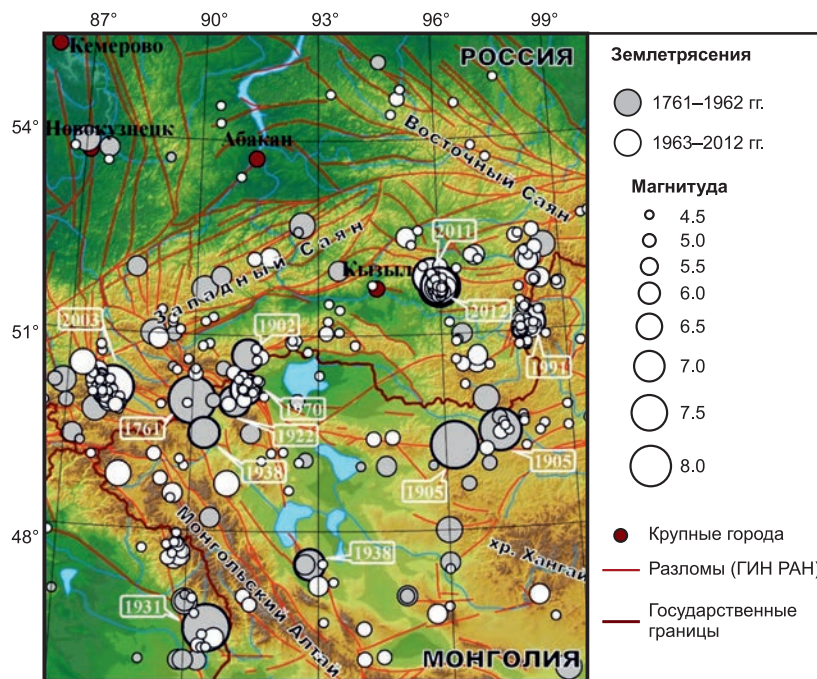 87° 90° 93° 96° 99°
РОССИЯ
Кемерово
54°
Новокузнецк
Абакан
Восточный Саян
Западный Саян
2011
Кызыл
2012
51°
2003
1902
1991
1970
1761
1922
1938
1905
1905
48°
Монгольский Алтай
1938
хр. Хангай
1931
МОНГОЛИЯ
Землетрясения
1761–1962 гг.
1963–2012 гг.
Магнитуда
4.5
5.0
5.5
6.0
6.5
7.0
7.5
8.0
Крупные города
Разломы (ГИН РАН)
Государственные
границы